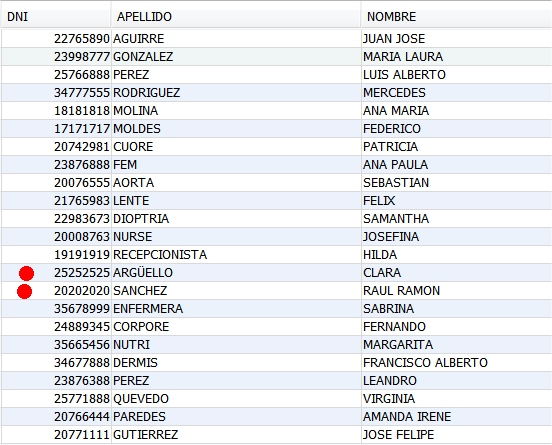 DNI APELLIDO NOMBRE
22765890 AGUIRRE JUAN JOSE
23998777 GONZALEZ MARIA LAURA
25766888 PEREZ LUIS ALBERTO
34777555 RODRIGUEZ MERCEDES
18181818 MOLINA ANA MARIA
17171717 MOLDES FEDERICO
20742981 CUORE PATRICIA
23876888 FEM ANA PAULA
20076555 AORTA SEBASTIAN
21765983 LENTE FELIX
22983673 DIOPTRIA SAMANTHA
20008763 NURSE JOSEFINA
19191919 RECEPCIONISTA HILDA
25252525 ARGÜELLO CLARA
20202020 SANCHEZ RAUL RAMON
35678999 ENFERMERA SABRINA
24889345 CORPORE FERNANDO
35665456 NUTRI MARGARITA
34677888 DERMIS FRANCISCO ALBERTO
23876388 PEREZ LEANDRO
25771888 QUEVEDO VIRGINIA
20766444 PAREDES AMANDA IRENE
20771111 GUTIERREZ JOSE FELIPE